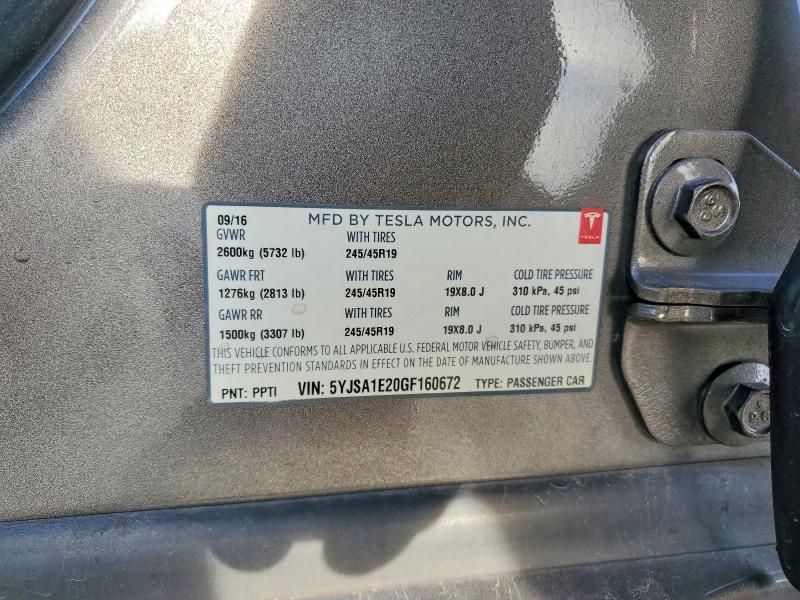 09/16 MFD BY TESLA MOTORS, INC.
TESLA
GVWR WITH TIRES
2600kg (5732 lb) 245/45R19
GAWR FRT WITH TIRES RIM COLD TIRE PRESSURE
1276kg (2813 lb) 245/45R19 19X8.0 J 310 kPa, 45 psi
GAWR RR WITH TIRES RIM COLD TIRE PRESSURE
1500kg (3307 lb) 245/45R19 19X8.0 J 310 kPa, 45 psi
THIS VEHICLE CONFORMS TO ALL APPLICABLE U.S. FEDERAL MOTOR VEHICLE SAFETY, BUMPER, AND
THEFT PREVENTION STANDARDS IN EFFECT ON THE DATE OF MANUFACTURE SHOWN ABOVE.
PNT: PPTI VIN: 5YJSA1E20GF160672 TYPE: PASSENGER CAR